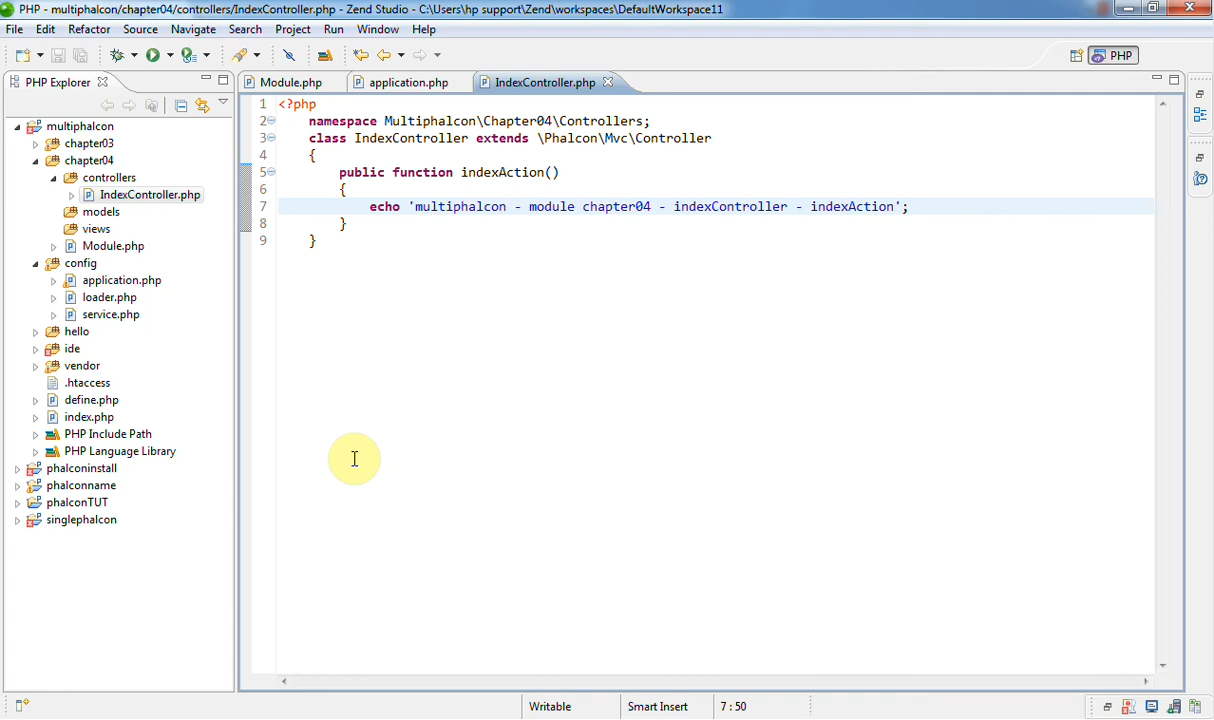 PHP - multiphalcon/chapter04/controllers/IndexController.php - Zend Studio - C:\Users\hp support\Zend\workspaces\DefaultWorkspace11
File Edit Refactor Source Navigate Search Project Run Window Help
PHP
PHP Explorer
multiphalcon
chapter03
chapter04
controllers
IndexController.php
models
views
Module.php
config
application.php
loader.php
service.php
hello
ide
vendor
.htaccess
define.php
index.php
PHP Include Path
PHP Language Library
phalconinstall
phalconname
phalconTUT
singlephalcon
Module.php application.php IndexController.php
1 <?php
2 namespace Multiphalcon\Chapter04\Controllers;
3 class IndexController extends \Phalcon\Mvc\Controller
4 {
5 public function indexAction()
6 {
7 echo 'multiphalcon - module chapter04 - indexController - indexAction';
8 }
9 }
Writable Smart Insert 7 : 50